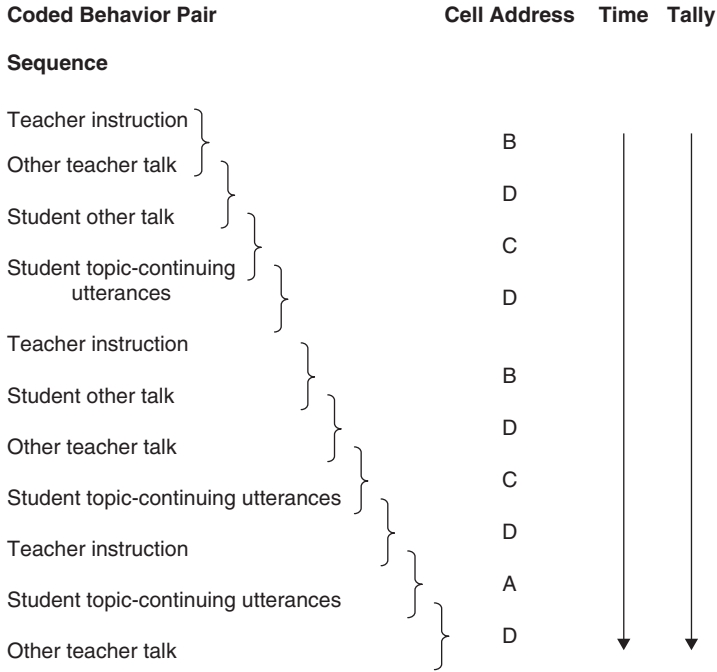 Coded Behavior Pair Cell Address Time Tally
Sequence
Teacher instruction
B
Other teacher talk
D
Student other talk
C
Student topic-continuing
utterances
D
Teacher instruction
B
Student other talk
D
Other teacher talk
C
Student topic-continuing utterances
D
Teacher instruction
A
Student topic-continuing utterances
D
Other teacher talk